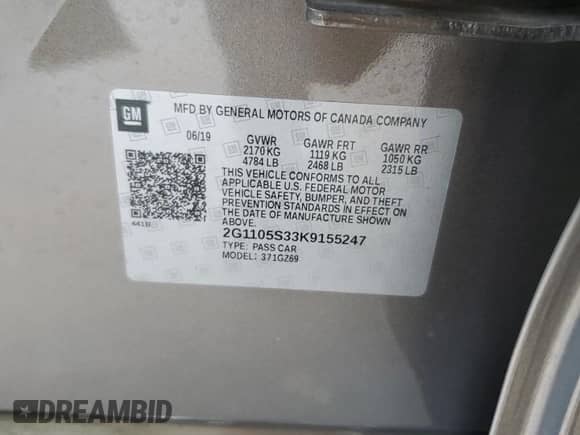 GM
MFD BY GENERAL MOTORS OF CANADA COMPANY
06/19 GVWR GAWR FRT GAWR RR
2170 KG 1119 KG 1050 KG
4784 LB 2468 LB 2315 LB
THIS VEHICLE CONFORMS TO ALL
APPLICABLE U.S. FEDERAL MOTOR
VEHICLE SAFETY, BUMPER, AND THEFT
PREVENTION STANDARDS IN EFFECT ON
THE DATE OF MANUFACTURE SHOWN
ABOVE.
2G1105S33K9155247
TYPE: PASS CAR
MODEL: 371GZ69
DREAMBID